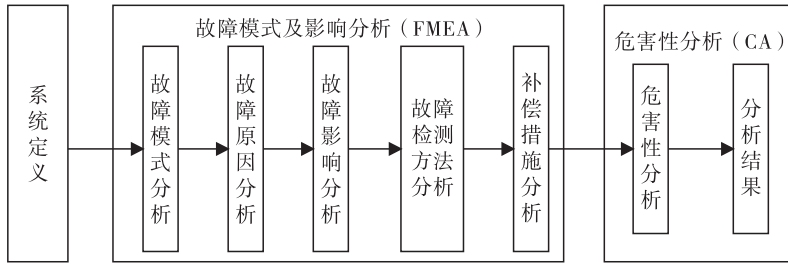 系统定义
故障模式及影响分析（FMEA）
故障模式分析
故障原因分析
故障影响分析
故障检测方法分析
补偿措施分析
危害性分析（CA）
危害性分析
分析结果